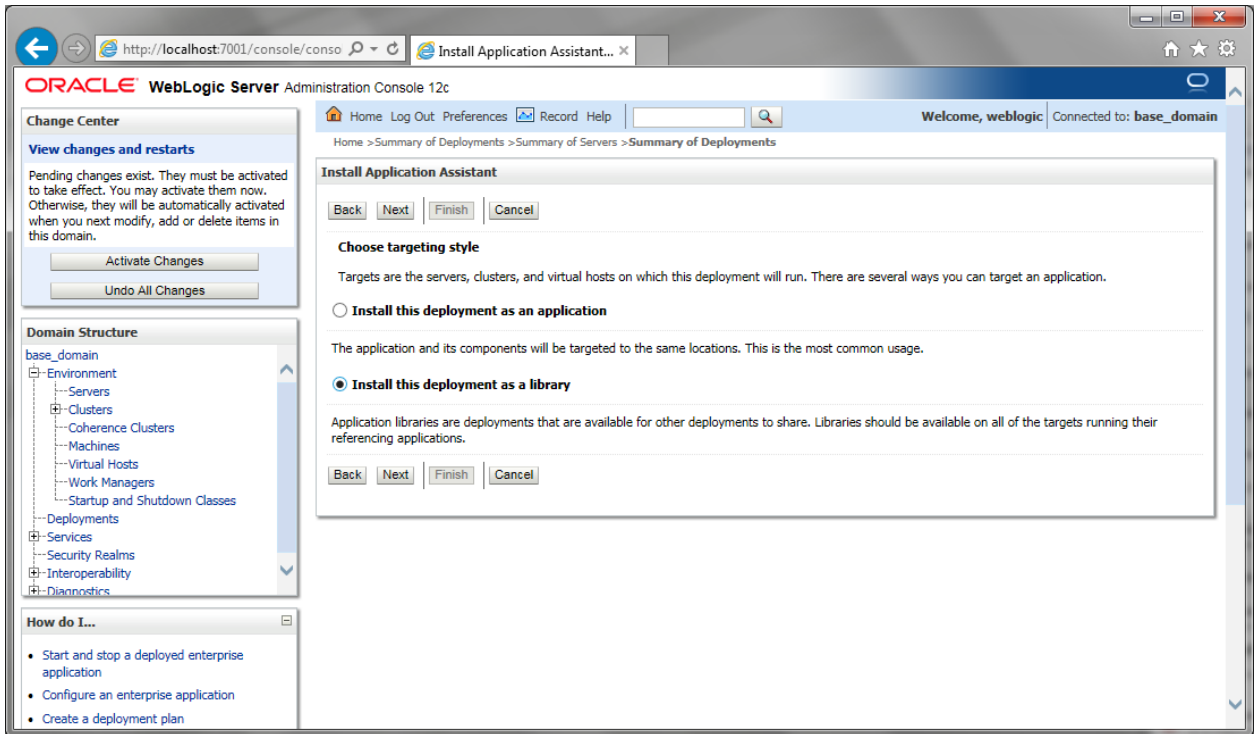 http://localhost:7001/console/conso
Install Application Assistant...
ORACLE WebLogic Server Administration Console 12c
Change Center
View changes and restarts
Pending changes exist. They must be activated
to take effect. You may activate them now.
Otherwise, they will be automatically activated
when you next modify, add or delete items in
this domain.
Activate Changes
Undo All Changes
Domain Structure
base_domain
Environment
Servers
Clusters
Coherence Clusters
Machines
Virtual Hosts
Work Managers
Startup and Shutdown Classes
Deployments
Services
Security Realms
Interoperability
Diagnostics
How do I...
Start and stop a deployed enterprise
application
Configure an enterprise application
Create a deployment plan
Home Log Out Preferences Record Help
Welcome, weblogic Connected to: base_domain
Home >Summary of Deployments >Summary of Servers >Summary of Deployments
Install Application Assistant
Back Next Finish Cancel
Choose targeting style
Targets are the servers, clusters, and virtual hosts on which this deployment will run. There are several ways you can target an application.
Install this deployment as an application
The application and its components will be targeted to the same locations. This is the most common usage.
Install this deployment as a library
Application libraries are deployments that are available for other deployments to share. Libraries should be available on all of the targets running their
referencing applications.
Back Next Finish Cancel